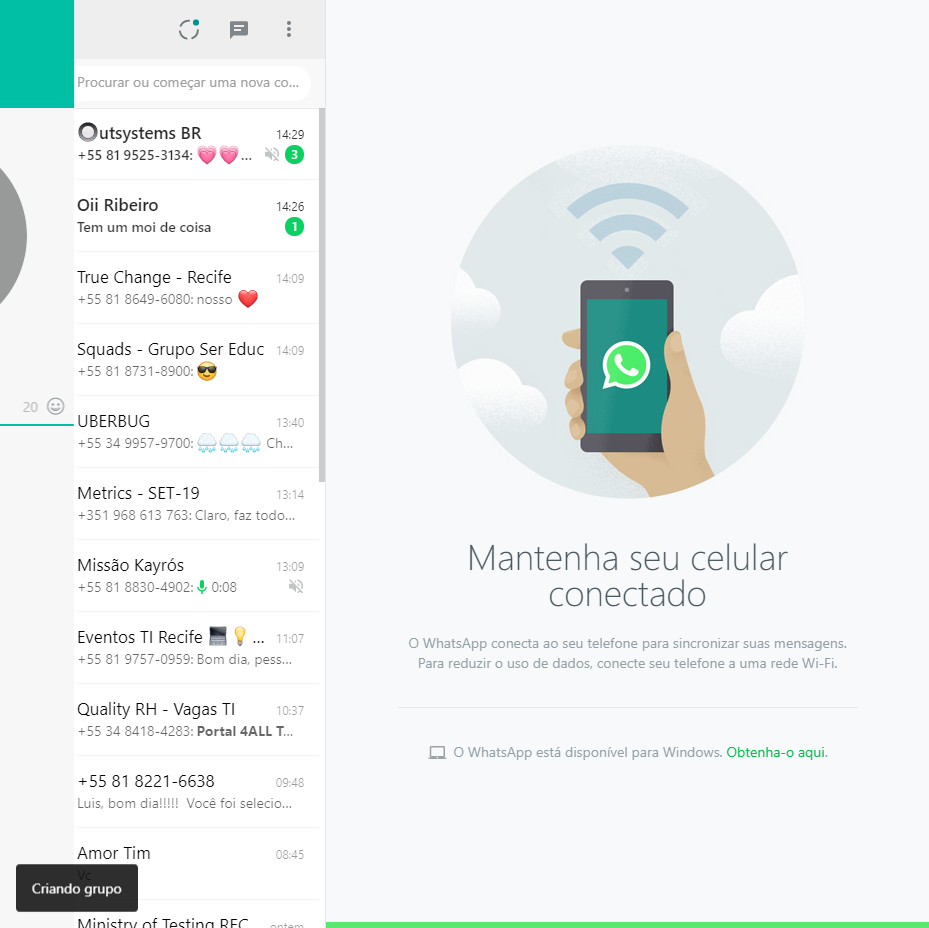 Procurar ou começar uma nova co...
utsystems BR
14:29
+55 81 9525-3134: 💗💗...
3
Oii Ribeiro
14:26
Tem um moi de coisa
1
True Change - Recife
14:09
+55 81 8649-6080: nosso ❤️
Squads - Grupo Ser Educ
14:09
+55 81 8731-8900: 😎
20
UBERBUG
13:40
+55 34 9957-9700: 🌧️🌧️🌧️ Ch...
Metrics - SET-19
13:14
+351 968 613 763: Claro, faz todo...
Missão Kayrós
13:09
+55 81 8830-4902: 0:08
Eventos TI Recife 💻💡...
11:07
+55 81 9757-0959: Bom dia, pess...
Quality RH - Vagas TI
10:37
+55 34 8418-4283: Portal 4ALL T...
+55 81 8221-6638
09:48
Luis, bom dia!!!!! Você foi selecio...
Amor Tim
08:45
Vc
Criando grupo
Ministry of Testing REC
ontem
Mantenha seu celular
conectado
O WhatsApp conecta ao seu telefone para sincronizar suas mensagens.
Para reduzir o uso de dados, conecte seu telefone a uma rede Wi-Fi.
O WhatsApp está disponível para Windows. Obtenha-o aqui.